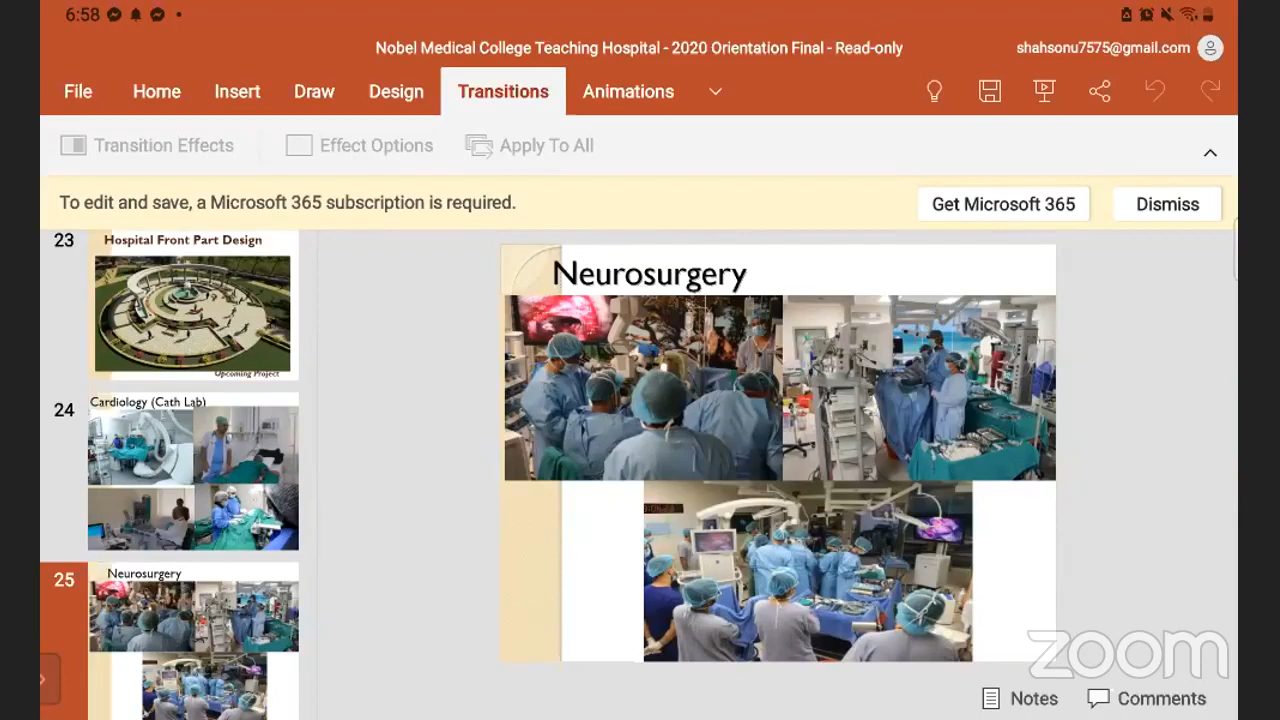 6:58
Nobel Medical College Teaching Hospital - 2020 Orientation Final - Read-only
shahsonu7575@gmail.com
File Home Insert Draw Design Transitions Animations
Transition Effects Effect Options Apply To All
To edit and save, a Microsoft 365 subscription is required.
Get Microsoft 365 Dismiss
23
Hospital Front Part Design
Upcoming Project
24
Cardiology (Cath Lab)
25
Neurosurgery
Neurosurgery
zoom
Notes Comments